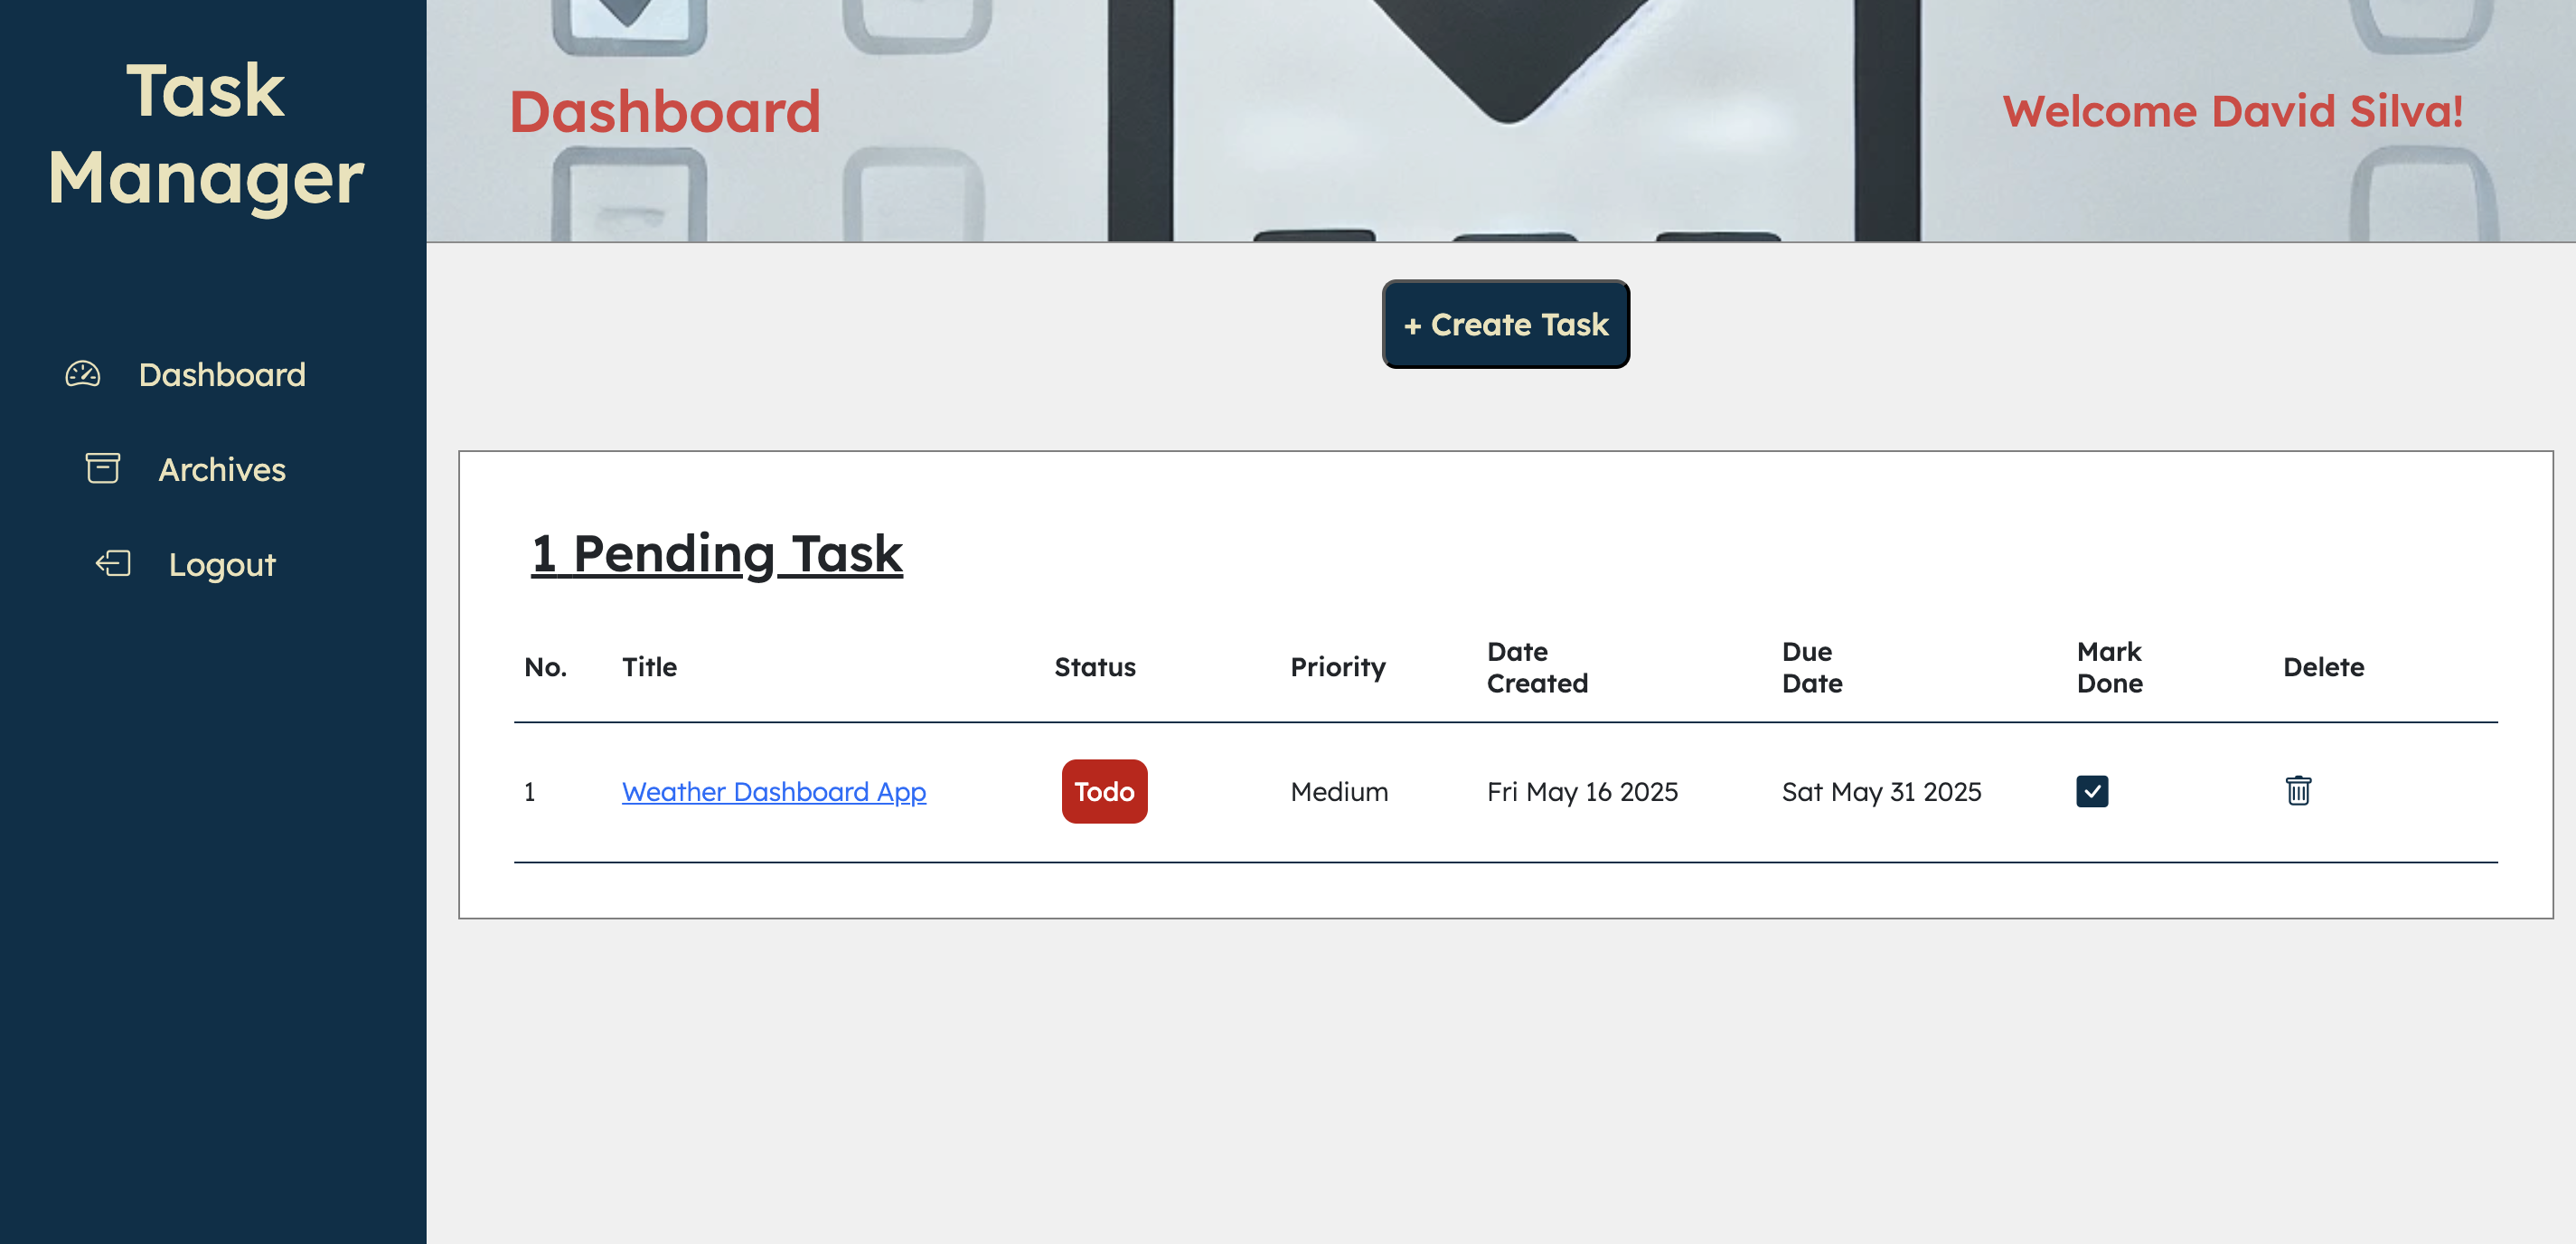 Task
Manager
Dashboard
Archives
Logout
Dashboard
Welcome David Silva!
+ Create Task
1 Pending Task
No. Title Status Priority Date Created Due Date Mark Done Delete
1 Weather Dashboard App Todo Medium Fri May 16 2025 Sat May 31 2025